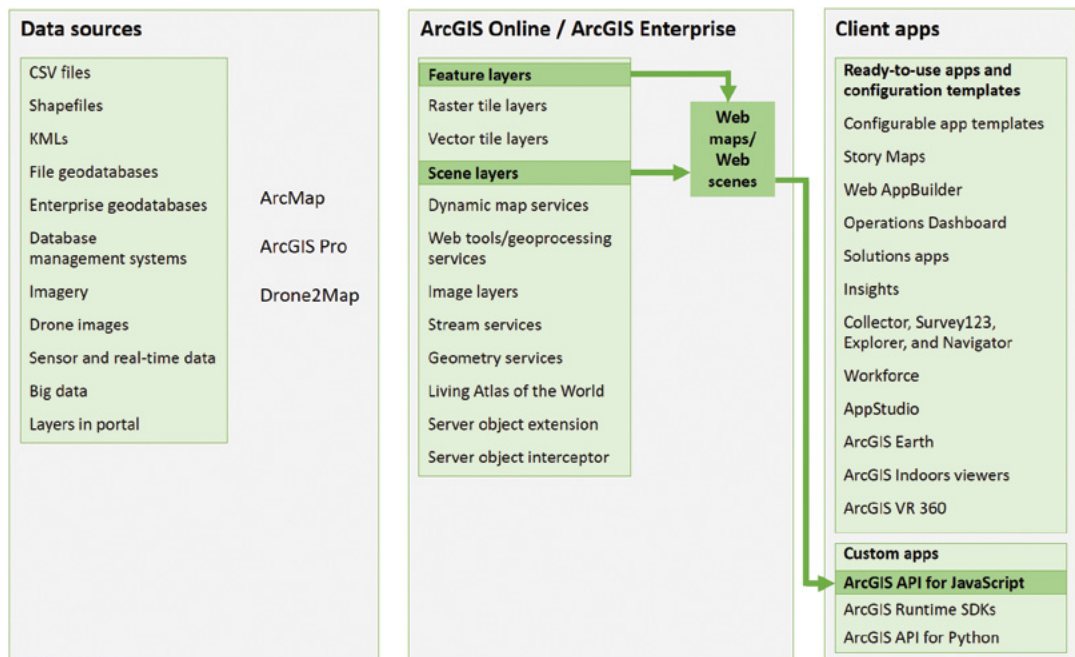 Data sources
CSV files
Shapefiles
KMLs
File geodatabases
Enterprise geodatabases
Database
management systems
Imagery
Drone images
Sensor and real-time data
Big data
Layers in portal
ArcMap
ArcGIS Pro
Drone2Map
ArcGIS Online / ArcGIS Enterprise
Feature layers
Raster tile layers
Vector tile layers
Scene layers
Dynamic map services
Web tools/geoprocessing
services
Image layers
Stream services
Geometry services
Living Atlas of the World
Server object extension
Server object interceptor
Web
maps/
Web
scenes
Client apps
Ready-to-use apps and
configuration templates
Configurable app templates
Story Maps
Web AppBuilder
Operations Dashboard
Solutions apps
Insights
Collector, Survey123,
Explorer, and Navigator
Workforce
AppStudio
ArcGIS Earth
ArcGIS Indoors viewers
ArcGIS VR 360
Custom apps
ArcGIS API for JavaScript
ArcGIS Runtime SDKs
ArcGIS API for Python